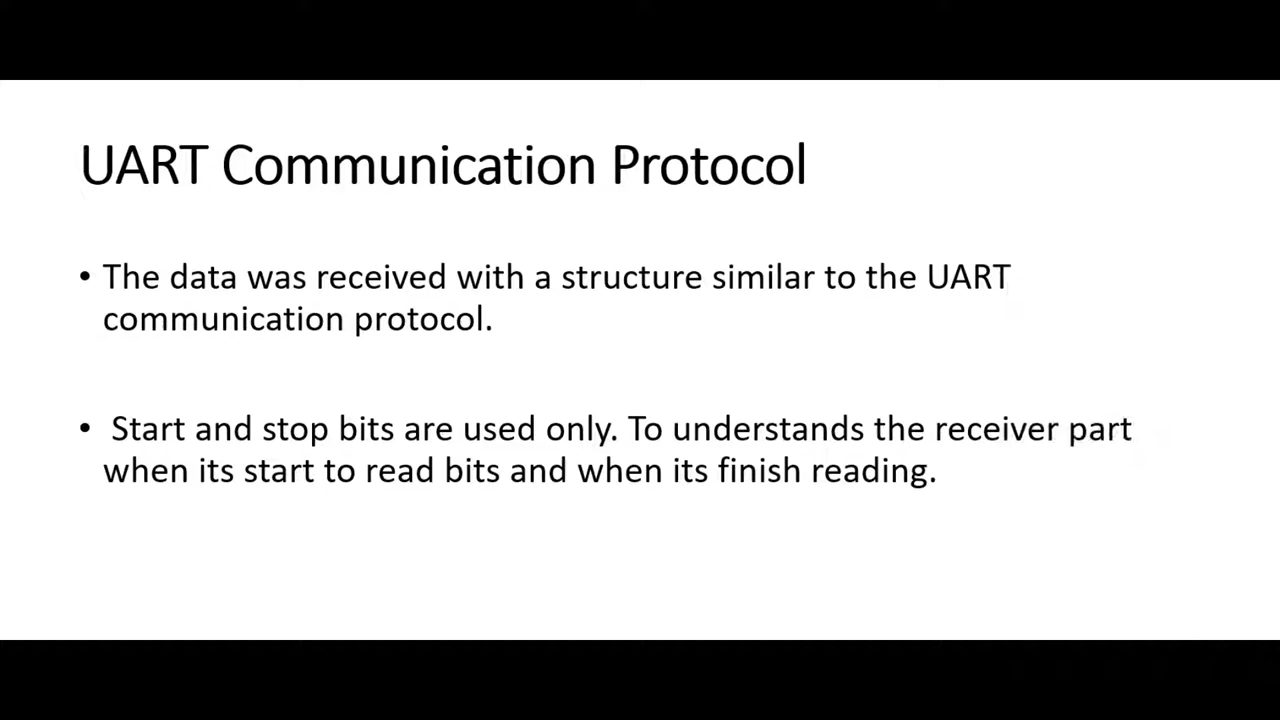 UART Communication Protocol
• The data was received with a structure similar to the UART
communication protocol.
• Start and stop bits are used only. To understands the receiver part
when its start to read bits and when its finish reading.